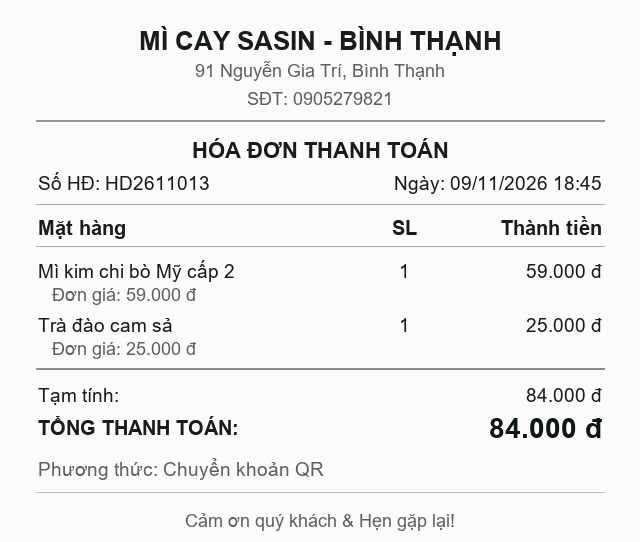 MÌ CAY SASIN - BÌNH THẠNH
91 Nguyễn Gia Trí, Bình Thạnh
SĐT: 0905279821
HÓA ĐƠN THANH TOÁN
Số HĐ: HD2611013 Ngày: 09/11/2026 18:45
Mặt hàng SL Thành tiền
Mì kim chi bò Mỹ cấp 2 1 59.000 đ
Đơn giá: 59.000 đ
Trà đào cam sả 1 25.000 đ
Đơn giá: 25.000 đ
Tạm tính: 84.000 đ
TỔNG THANH TOÁN: 84.000 đ
Phương thức: Chuyển khoản QR
Cảm ơn quý khách & Hẹn gặp lại!